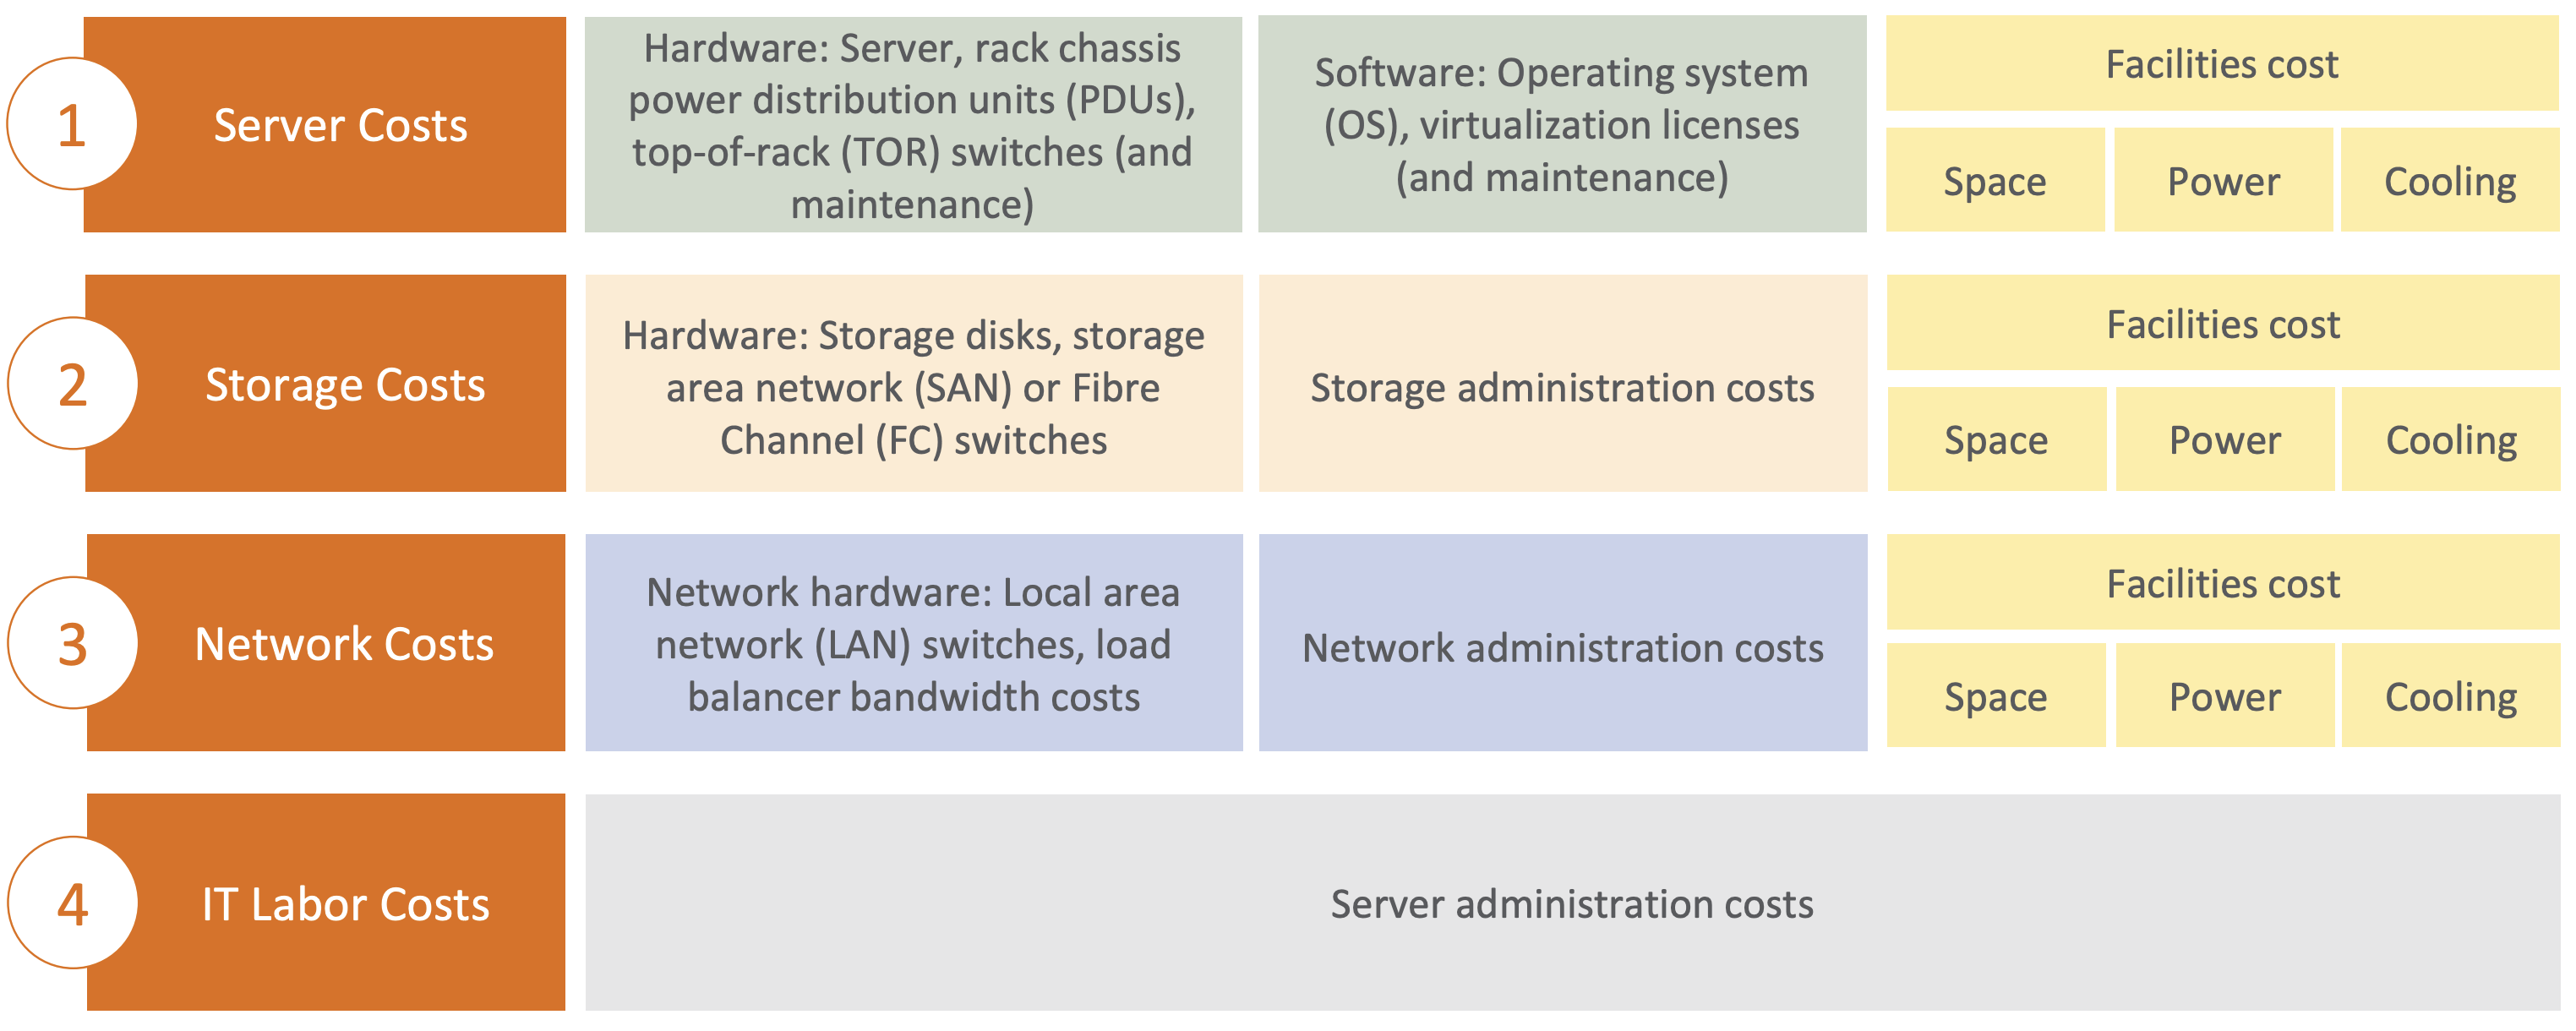 1
Server Costs
Hardware: Server, rack chassis
power distribution units (PDUs),
top-of-rack (TOR) switches (and
maintenance)
Software: Operating system
(OS), virtualization licenses
(and maintenance)
Facilities cost
Space
Power
Cooling
2
Storage Costs
Hardware: Storage disks, storage
area network (SAN) or Fibre
Channel (FC) switches
Storage administration costs
Facilities cost
Space
Power
Cooling
3
Network Costs
Network hardware: Local area
network (LAN) switches, load
balancer bandwidth costs
Network administration costs
Facilities cost
Space
Power
Cooling
4
IT Labor Costs
Server administration costs